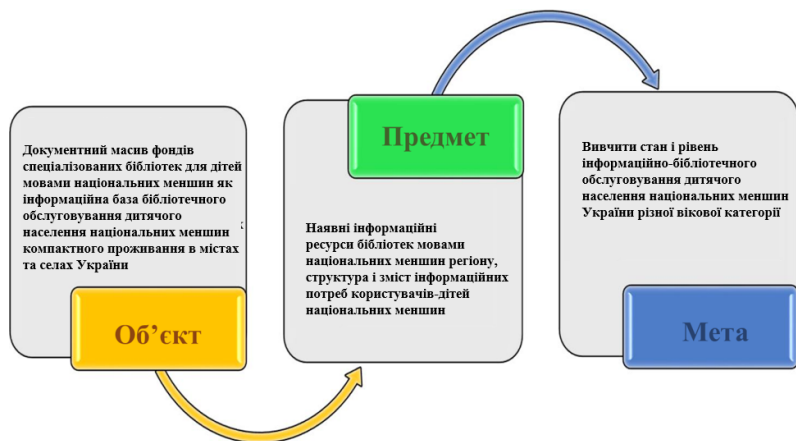 Документний масив фондів
спеціалізованих бібліотек для дітей
мовами національних меншин як
інформаційна база бібліотечного
обслуговування дитячого
населення національних меншин
компактного проживання в містах
та селах України
Об’єкт
Предмет
Наявні інформаційні
ресурси бібліотек мовами
національних меншин регіону,
структура і зміст інформаційних
потреб користувачів-дітей
національних меншин
Вивчити стан і рівень
інформаційно-бібліотечного
обслуговування дитячого
населення національних меншин
України різної вікової категорії
Мета